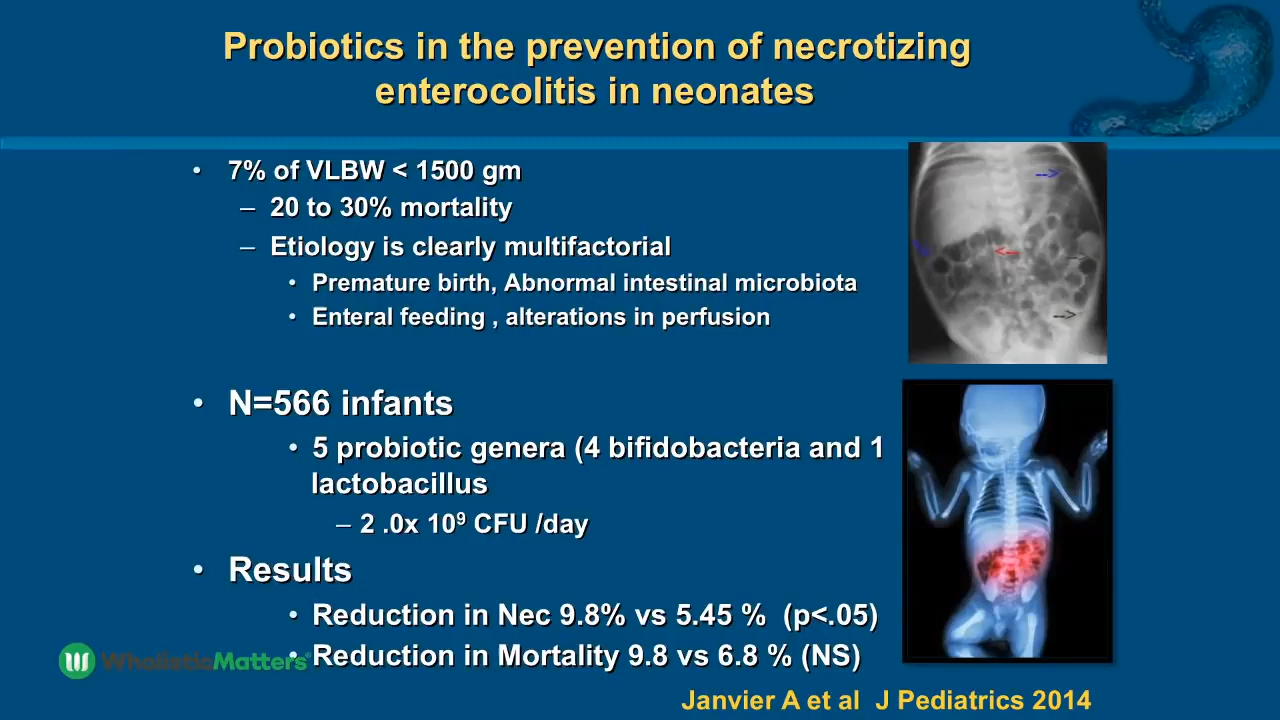 Probiotics in the prevention of necrotizing
enterocolitis in neonates
• 7% of VLBW < 1500 gm
– 20 to 30% mortality
– Etiology is clearly multifactorial
• Premature birth, Abnormal intestinal microbiota
• Enteral feeding , alterations in perfusion
• N=566 infants
• 5 probiotic genera (4 bifidobacteria and 1
lactobacillus
– 2 .0x 10⁹ CFU /day
• Results
• Reduction in Nec 9.8% vs 5.45 % (p<.05)
• Reduction in Mortality 9.8 vs 6.8 % (NS)
WholisticMatters
Janvier A et al J Pediatrics 2014